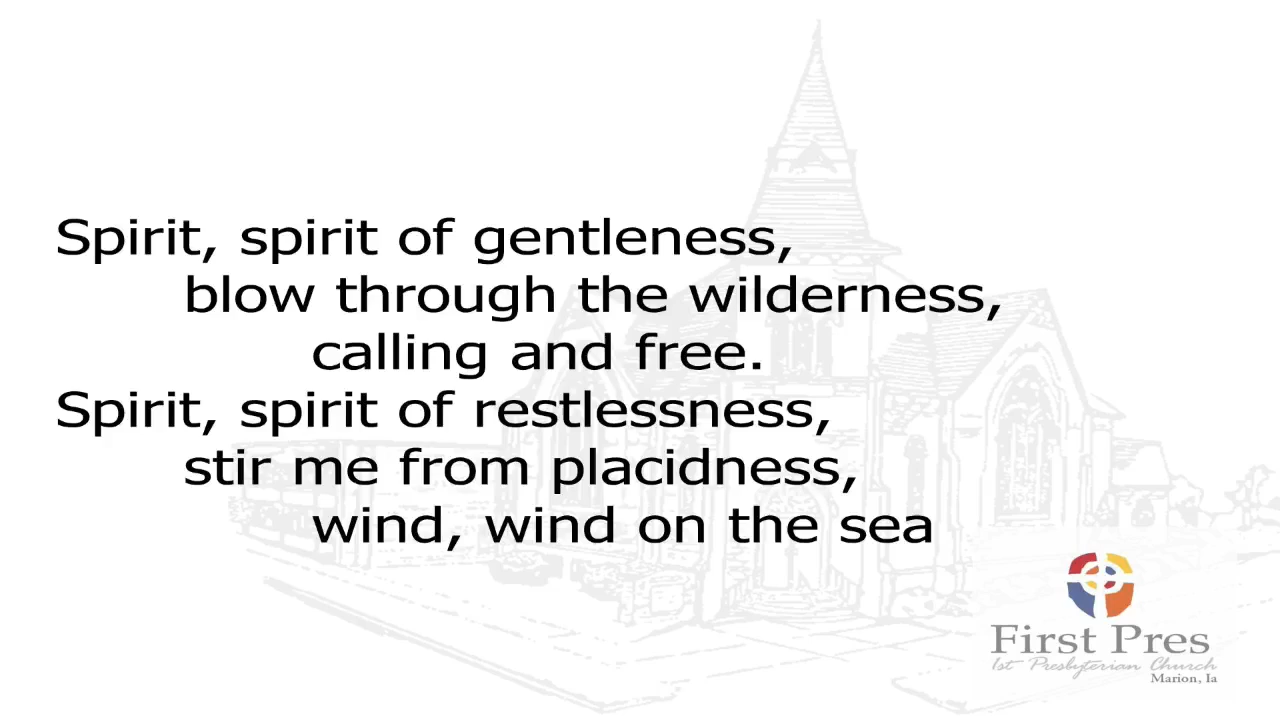 Spirit, spirit of gentleness,
blow through the wilderness,
calling and free.
Spirit, spirit of restlessness,
stir me from placidness,
wind, wind on the sea
First Pres
1st Presbyterian Church
Marion, Ia